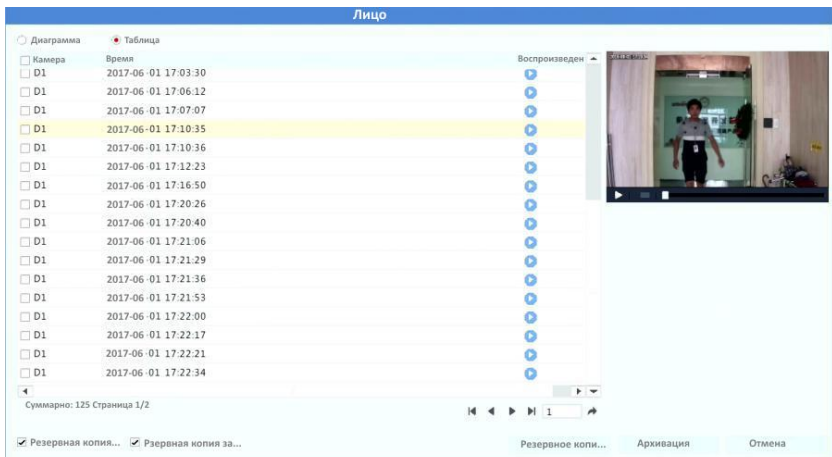 Лицо
Диаграмма Таблица
Камера Время Воспроизведен
D1 2017-06-01 17:03:30
D1 2017-06-01 17:06:12
D1 2017-06-01 17:07:07
D1 2017-06-01 17:10:35
D1 2017-06-01 17:10:36
D1 2017-06-01 17:12:23
D1 2017-06-01 17:16:50
D1 2017-06-01 17:20:26
D1 2017-06-01 17:20:40
D1 2017-06-01 17:21:06
D1 2017-06-01 17:21:29
D1 2017-06-01 17:21:36
D1 2017-06-01 17:21:53
D1 2017-06-01 17:22:00
D1 2017-06-01 17:22:17
D1 2017-06-01 17:22:21
D1 2017-06-01 17:22:34
Суммарно: 125 Страница 1/2
1
Резервная копия... Рзервная копия за...
Резервное копи... Архивация Отмена